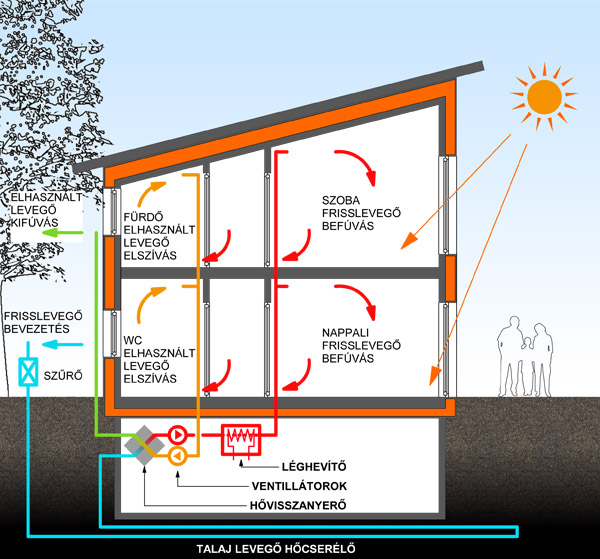 ELHASZNÁLT
LEVEGŐ
KIFÚVÁS
FÜRDŐ
ELHASZNÁLT
LEVEGŐ
ELSZÍVÁS
SZOBA
FRISSLEVEGŐ
BEFÚVÁS
FRISSLEVEGŐ
BEVEZETÉS
SZŰRŐ
WC
ELHASZNÁLT
LEVEGŐ
ELSZÍVÁS
NAPPALI
FRISSLEVEGŐ
BEFÚVÁS
LÉGHEVÍTŐ
VENTILLÁTOROK
HŐVISSZANYERŐ
TALAJ LEVEGŐ HŐCSERÉLŐ